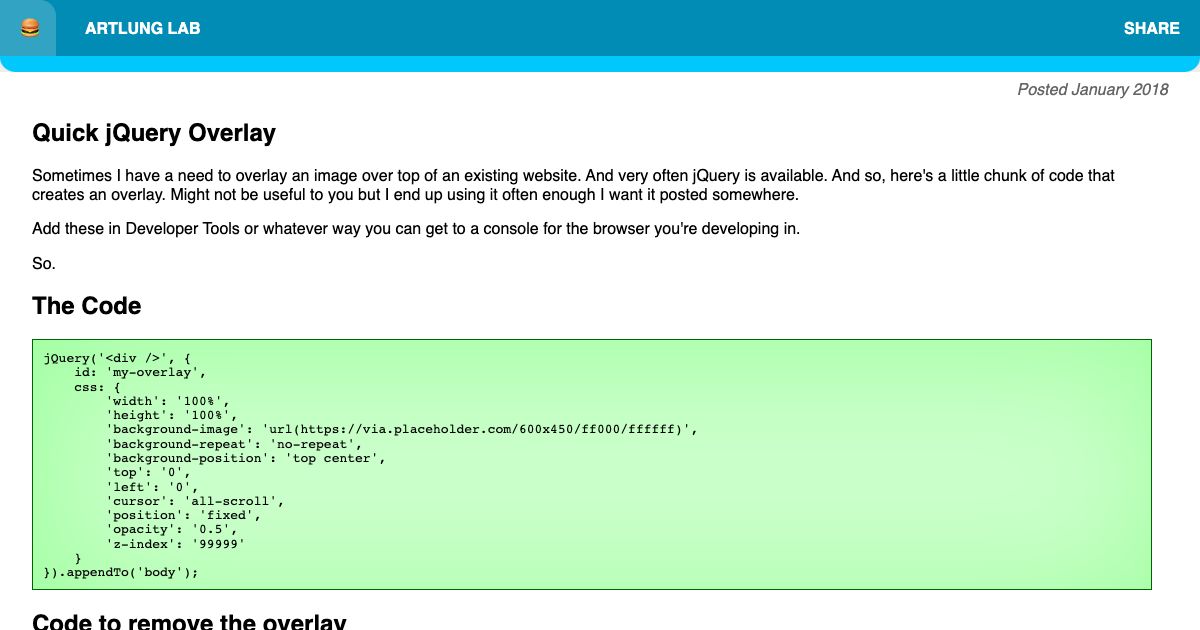 ARTLUNG LAB
SHARE
Posted January 2018
Quick jQuery Overlay
Sometimes I have a need to overlay an image over top of an existing website. And very often jQuery is available. And so, here's a little chunk of code that
creates an overlay. Might not be useful to you but I end up using it often enough I want it posted somewhere.
Add these in Developer Tools or whatever way you can get to a console for the browser you're developing in.
So.
The Code
jQuery('<div />', {
    id: 'my-overlay',
    css: {
        'width': '100%',
        'height': '100%',
        'background-image': 'url(https://via.placeholder.com/600x450/ff000/ffffff)',
        'background-repeat': 'no-repeat',
        'background-position': 'top center',
        'top': '0',
        'left': '0',
        'cursor': 'all-scroll',
        'position': 'fixed',
        'opacity': '0.5',
        'z-index': '99999'
    }
}).appendTo('body');
Code to remove the overlay